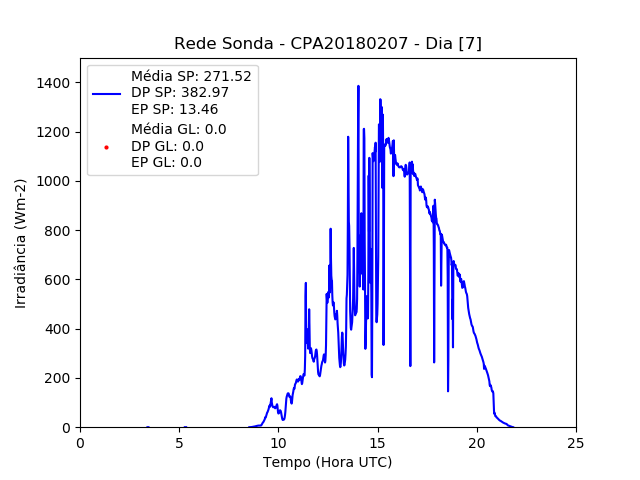 Rede Sonda - CPA20180207 - Dia [7]
Média SP: 271.52
DP SP: 382.97
EP SP: 13.46
Média GL: 0.0
DP GL: 0.0
EP GL: 0.0
Irradiância (Wm-2)
1400
1200
1000
800
600
400
200
0
0 5 10 15 20 25
Tempo (Hora UTC)